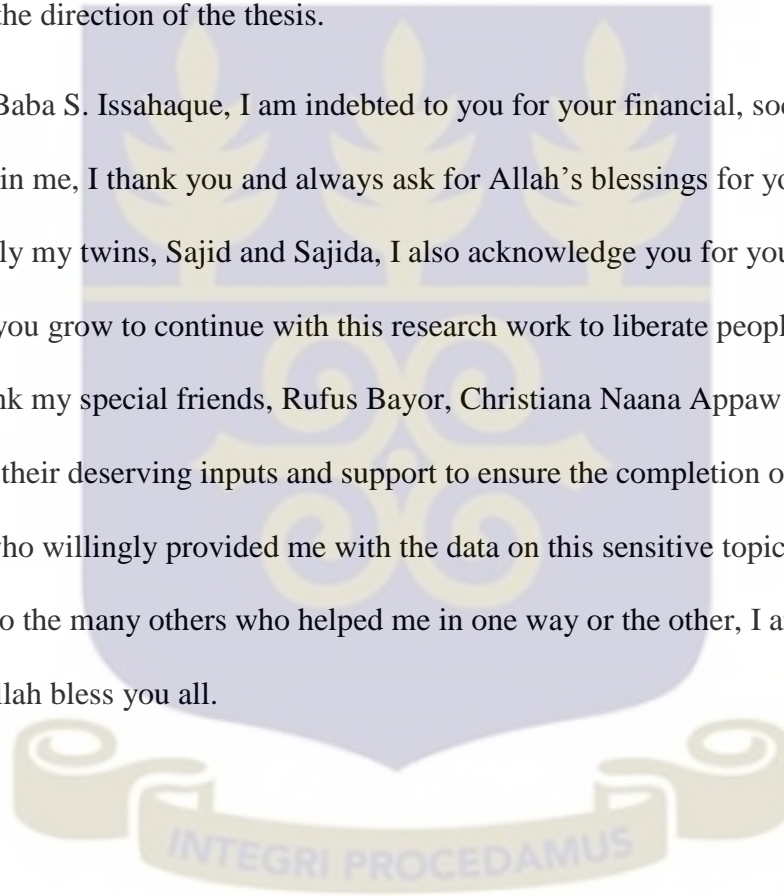 the direction of the thesis.
Baba S. Issahaque, I am indebted to you for your financial, so
in me, I thank you and always ask for Allah’s blessings for yo
ly my twins, Sajid and Sajida, I also acknowledge you for you
you grow to continue with this research work to liberate peopl
nk my special friends, Rufus Bayor, Christiana Naana Appaw
their deserving inputs and support to ensure the completion o
ho willingly provided me with the data on this sensitive topic
o the many others who helped me in one way or the other, I a
llah bless you all.
INTEGRI PROCEDAMUS